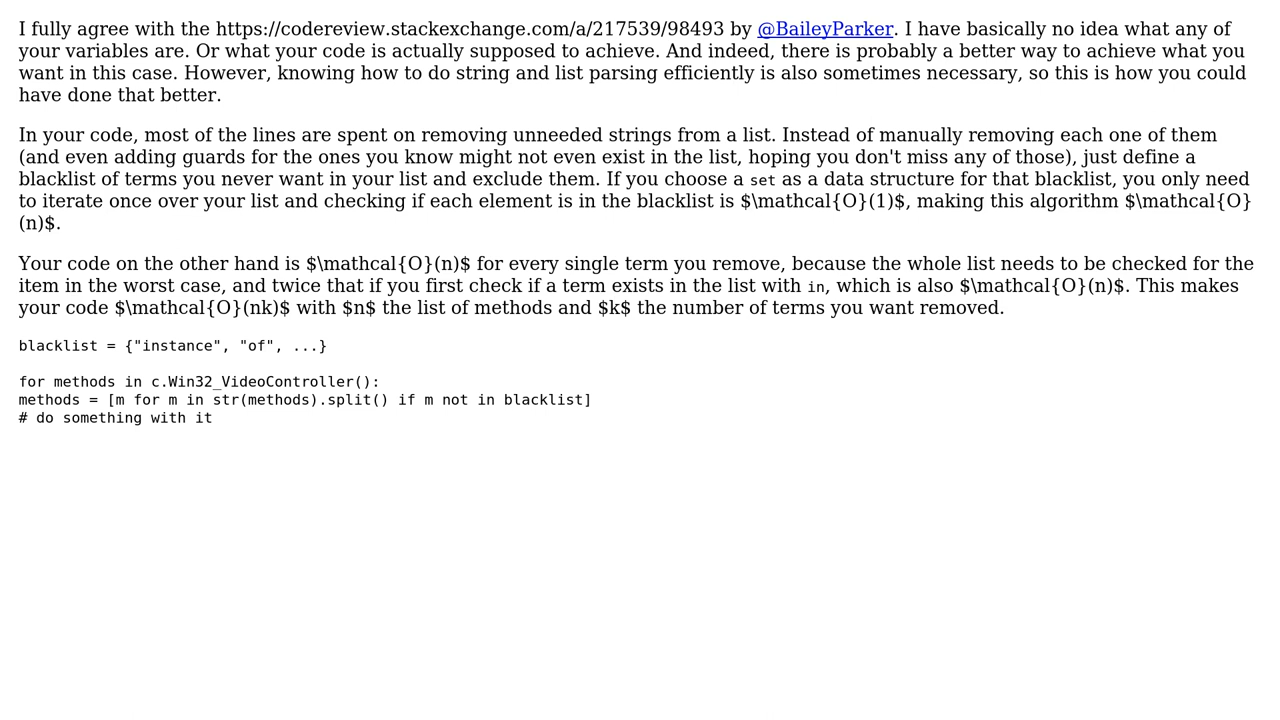 I fully agree with the https://codereview.stackexchange.com/a/217539/98493 by @BaileyParker. I have basically no idea what any of
your variables are. Or what your code is actually supposed to achieve. And indeed, there is probably a better way to achieve what you
want in this case. However, knowing how to do string and list parsing efficiently is also sometimes necessary, so this is how you could
have done that better.
In your code, most of the lines are spent on removing unneeded strings from a list. Instead of manually removing each one of them
(and even adding guards for the ones you know might not even exist in the list, hoping you don't miss any of those), just define a
blacklist of terms you never want in your list and exclude them. If you choose a set as a data structure for that blacklist, you only need
to iterate once over your list and checking if each element is in the blacklist is $\mathcal{O}(1)$, making this algorithm $\mathcal{O}
(n)$.
Your code on the other hand is $\mathcal{O}(n)$ for every single term you remove, because the whole list needs to be checked for the
item in the worst case, and twice that if you first check if a term exists in the list with in, which is also $\mathcal{O}(n)$. This makes
your code $\mathcal{O}(nk)$ with $n$ the list of methods and $k$ the number of terms you want removed.
blacklist = {"instance", "of", ...}
for methods in c.Win32_VideoController():
methods = [m for m in str(methods).split() if m not in blacklist]
# do something with it